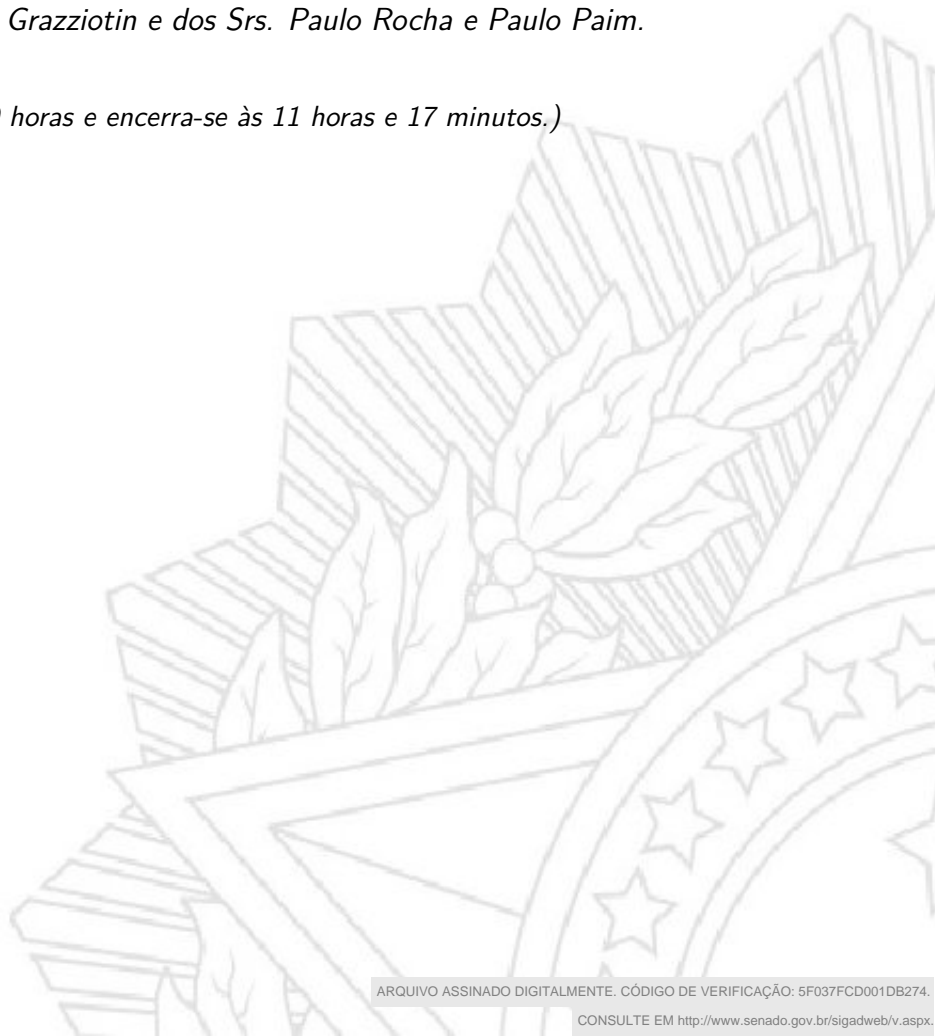 Grazziotin e dos Srs. Paulo Rocha e Paulo Paim.
horas e encerra-se às 11 horas e 17 minutos.)
ARQUIVO ASSINADO DIGITALMENTE. CÓDIGO DE VERIFICAÇÃO: 5F037FCD001DB274.
CONSULTE EM http://www.senado.gov.br/sigadweb/v.aspx.